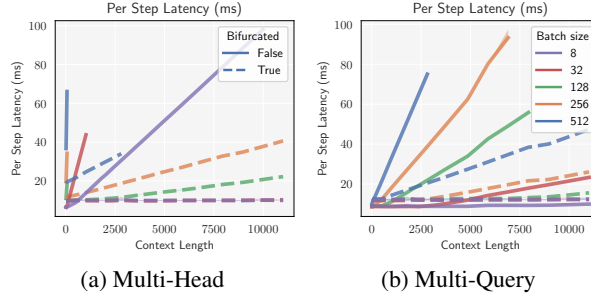 Per Step Latency (ms)
Per Step Latency (ms)
100
80
60
40
20
0
2500
5000
7500
10000
Context Length
Bifurcated
False
True
(a) Multi-Head
Per Step Latency (ms)
Per Step Latency (ms)
100
80
60
40
20
0
2500
5000
7500
10000
Context Length
Batch size
8
32
128
256
512
(b) Multi-Query